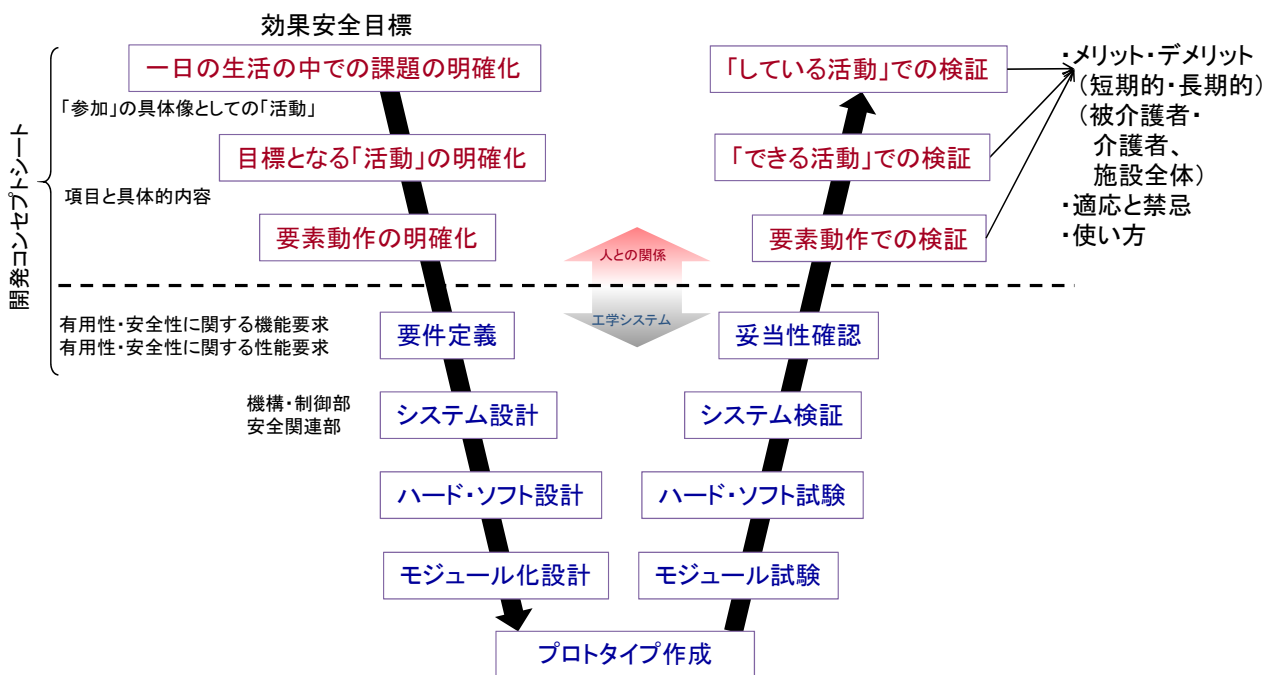 効果安全目標
一日の生活の中での課題の明確化
「している活動」での検証
・メリット・デメリット
（短期的・長期的）
（被介護者・
介護者、
施設全体）
・適応と禁忌
・使い方
「参加」の具体像としての「活動」
目標となる「活動」の明確化
「できる活動」での検証
項目と具体的内容
要素動作の明確化
要素動作での検証
開発コンセプトシート
人との関係
工学システム
有用性・安全性に関する機能要求
有用性・安全性に関する性能要求
要件定義
妥当性確認
機構・制御部
安全関連部
システム設計
システム検証
ハード・ソフト設計
ハード・ソフト試験
モジュール化設計
モジュール試験
プロトタイプ作成